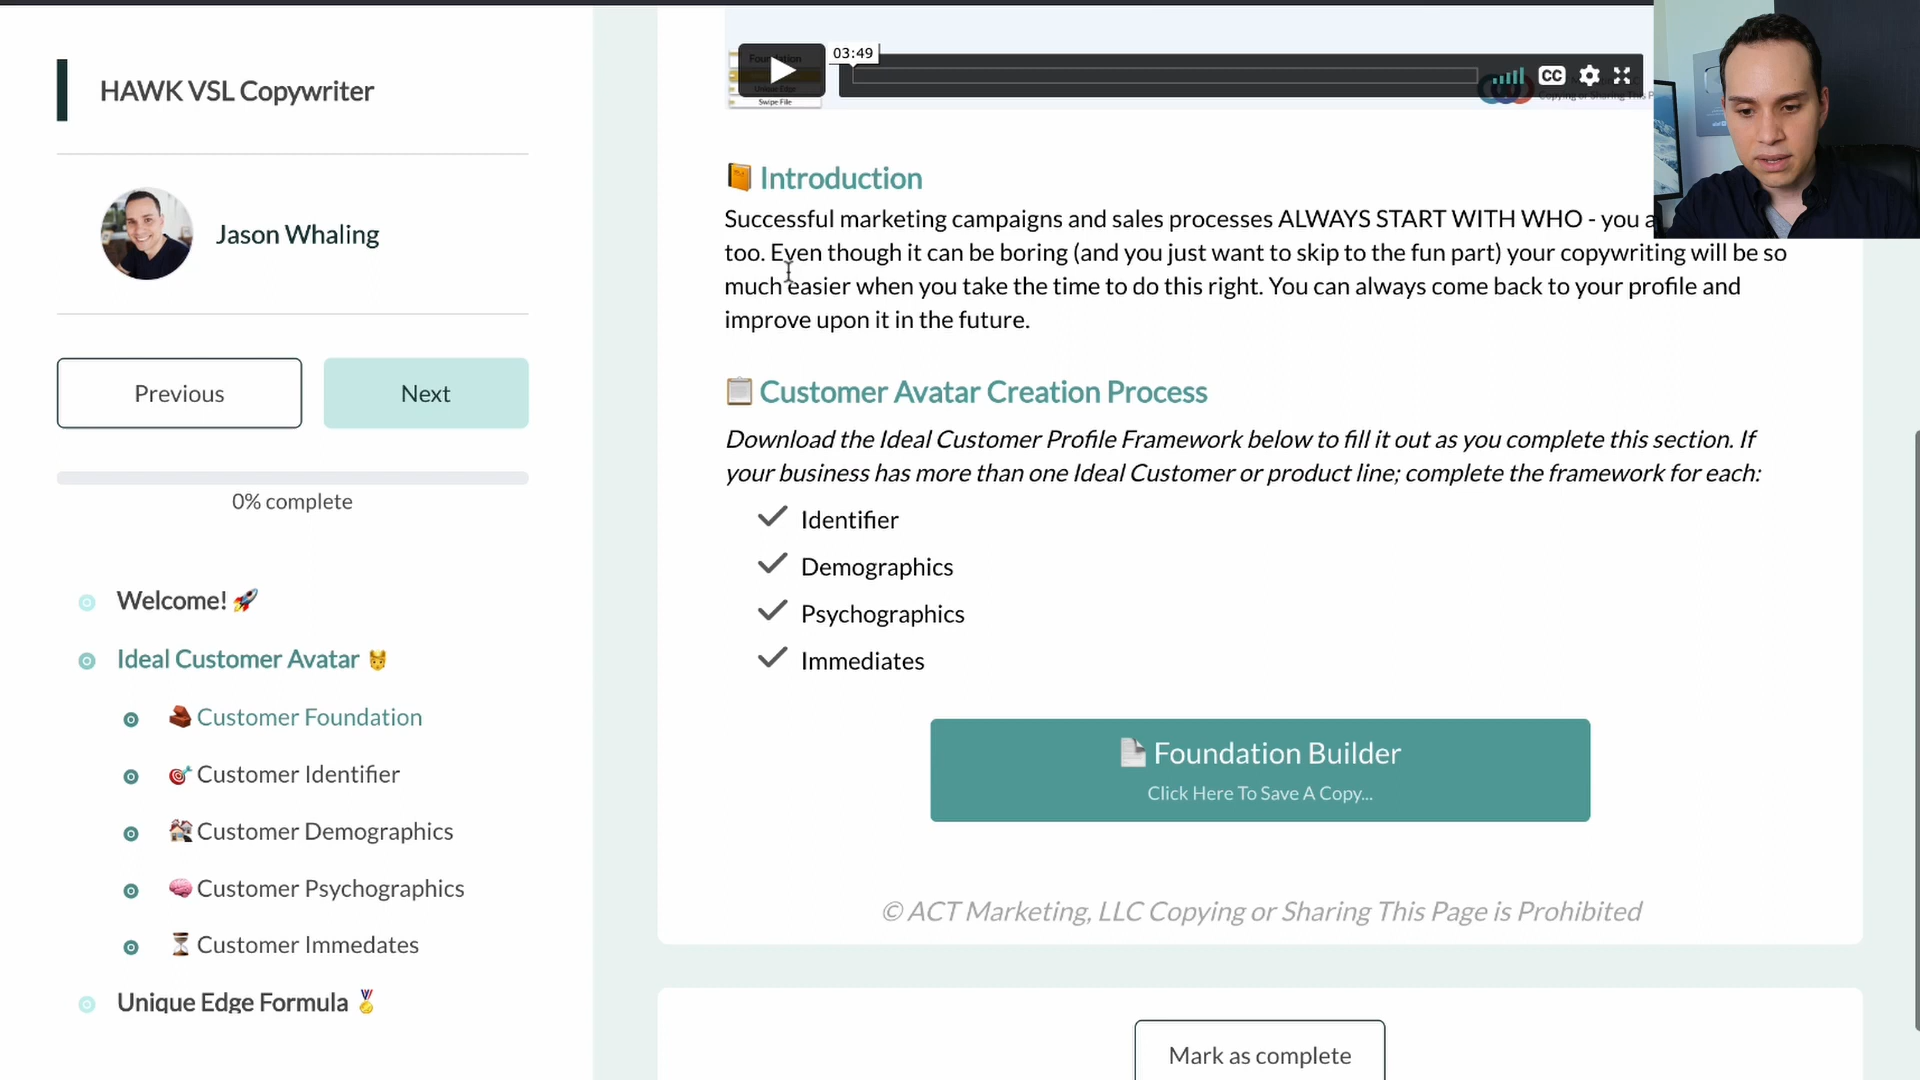 HAWK VSL Copywriter
Jason Whaling
Previous
Next
0% complete
Welcome! 🚀
Ideal Customer Avatar
Customer Foundation
Customer Identifier
Customer Demographics
Customer Psychographics
Customer Immedates
Unique Edge Formula
03:49
CC
Unique Edge
Swipe File
Introduction
Successful marketing campaigns and sales processes ALWAYS START WITH WHO - you
too. Even though it can be boring (and you just want to skip to the fun part) your copywriting will be so
much easier when you take the time to do this right. You can always come back to your profile and
improve upon it in the future.
Customer Avatar Creation Process
Download the Ideal Customer Profile Framework below to fill it out as you complete this section. If
your business has more than one Ideal Customer or product line; complete the framework for each:
Identifier
Demographics
Psychographics
Immediates
Foundation Builder
Click Here To Save A Copy...
© ACT Marketing, LLC Copying or Sharing This Page is Prohibited
Mark as complete